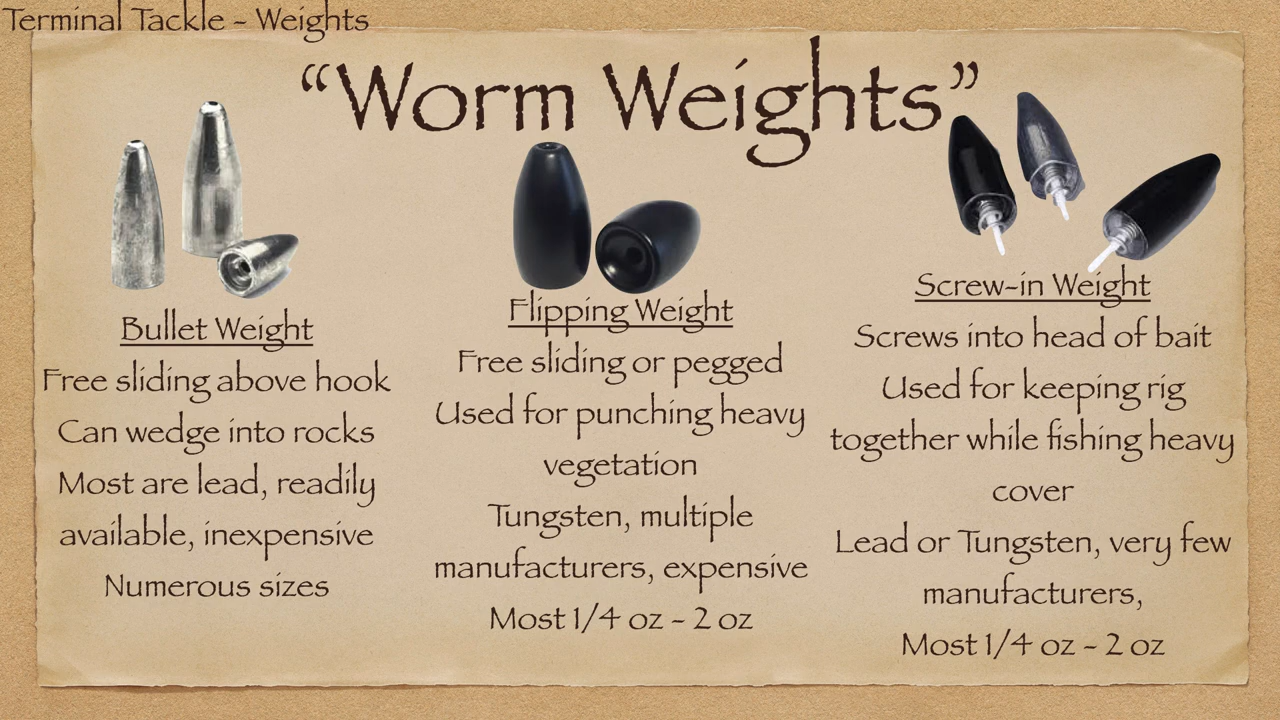 Terminal Tackle - Weights
“Worm Weights”
Bullet Weight
Free sliding above hook
Can wedge into rocks
Most are lead, readily
available, inexpensive
Numerous sizes
Flipping Weight
Free sliding or pegged
Used for punching heavy
vegetation
Tungsten, multiple
manufacturers, expensive
Most 1/4 oz - 2 oz
Screw-in Weight
Screws into head of bait
Used for keeping rig
together while fishing heavy
cover
Lead or Tungsten, very few
manufacturers,
Most 1/4 oz - 2 oz